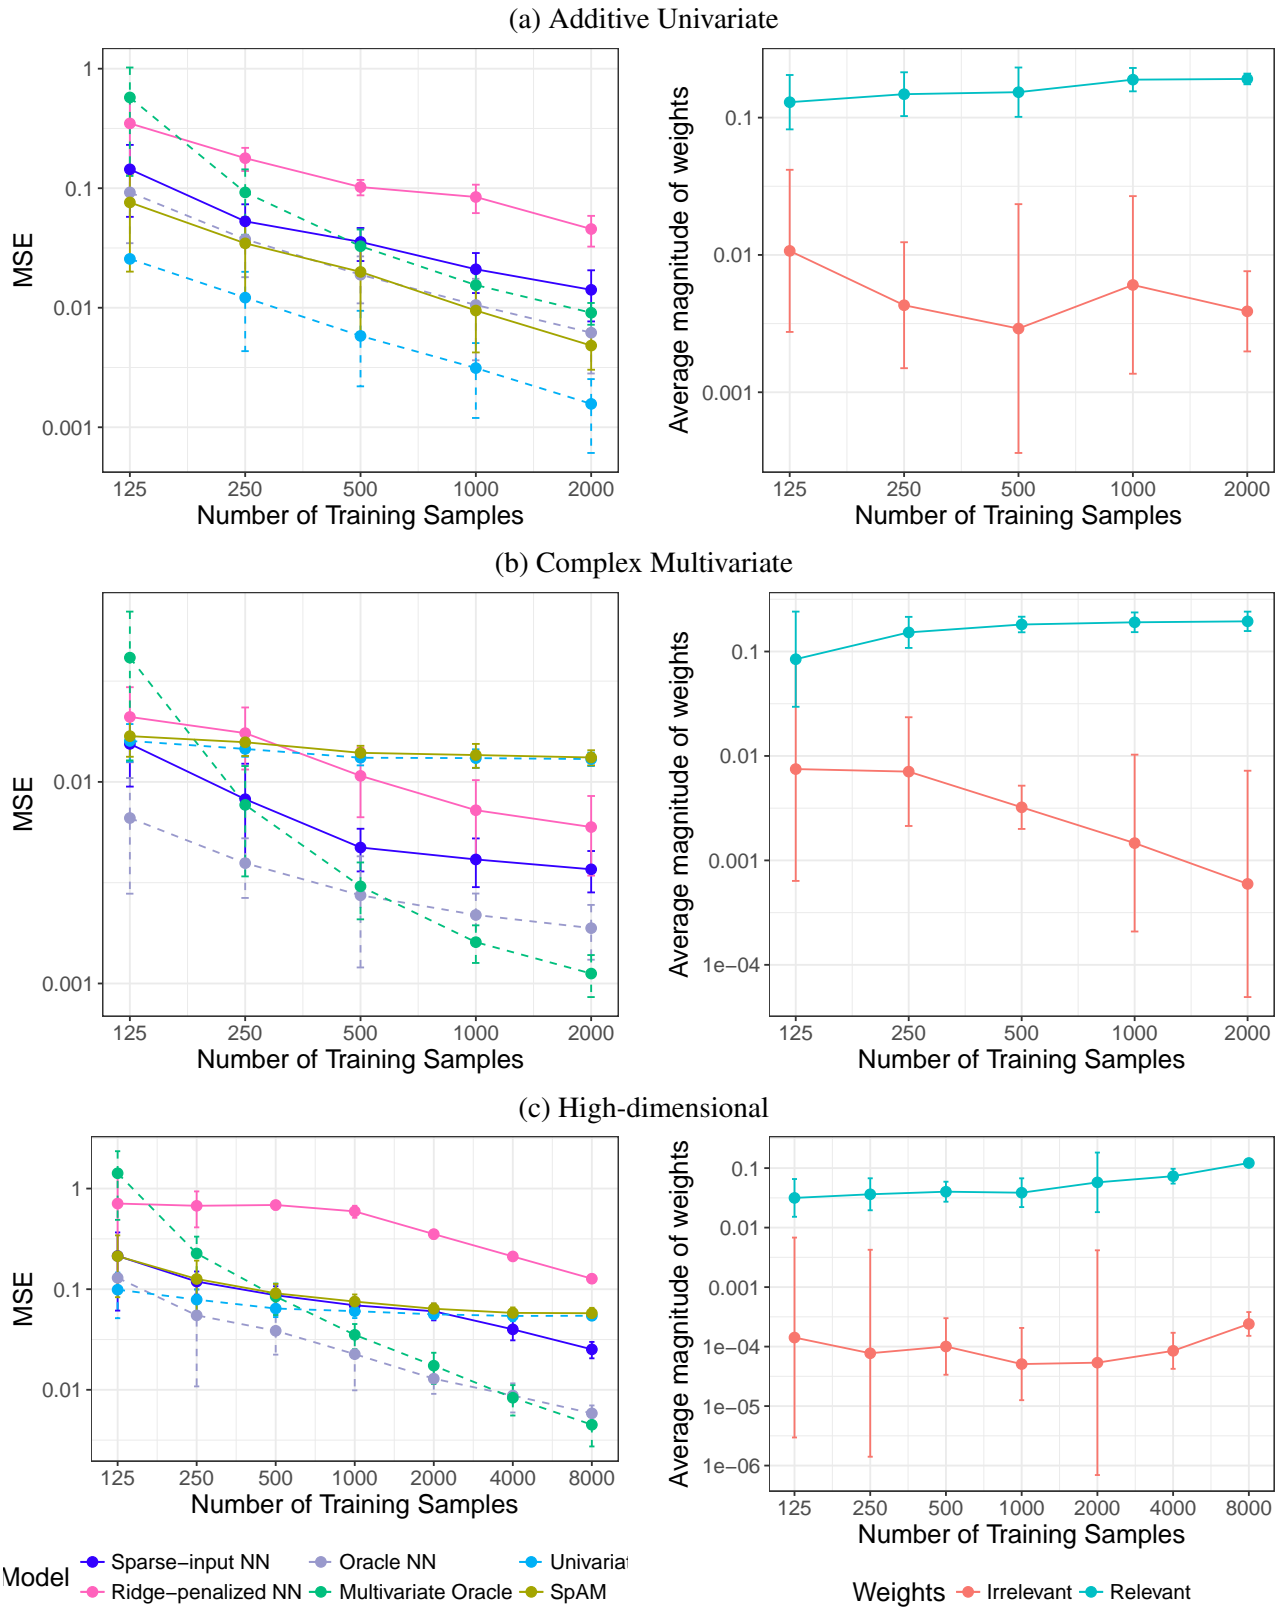 (a) Additive Univariate
1
0.1
0.01
0.001
MSE
125 250 500 1000 2000
Number of Training Samples
0.1
0.01
0.001
Average magnitude of weights
125 250 500 1000 2000
Number of Training Samples
(b) Complex Multivariate
0.01
0.001
MSE
125 250 500 1000 2000
Number of Training Samples
0.1
0.01
0.001
1e−04
Average magnitude of weights
125 250 500 1000 2000
Number of Training Samples
(c) High-dimensional
1
0.1
0.01
MSE
125 250 500 1000 2000 4000 8000
Number of Training Samples
0.1
0.01
0.001
1e−04
1e−05
1e−06
Average magnitude of weights
125 250 500 1000 2000 4000 8000
Number of Training Samples
Model
Sparse−input NN Oracle NN Univariat
Ridge−penalized NN Multivariate Oracle SpAM
Weights Irrelevant Relevant